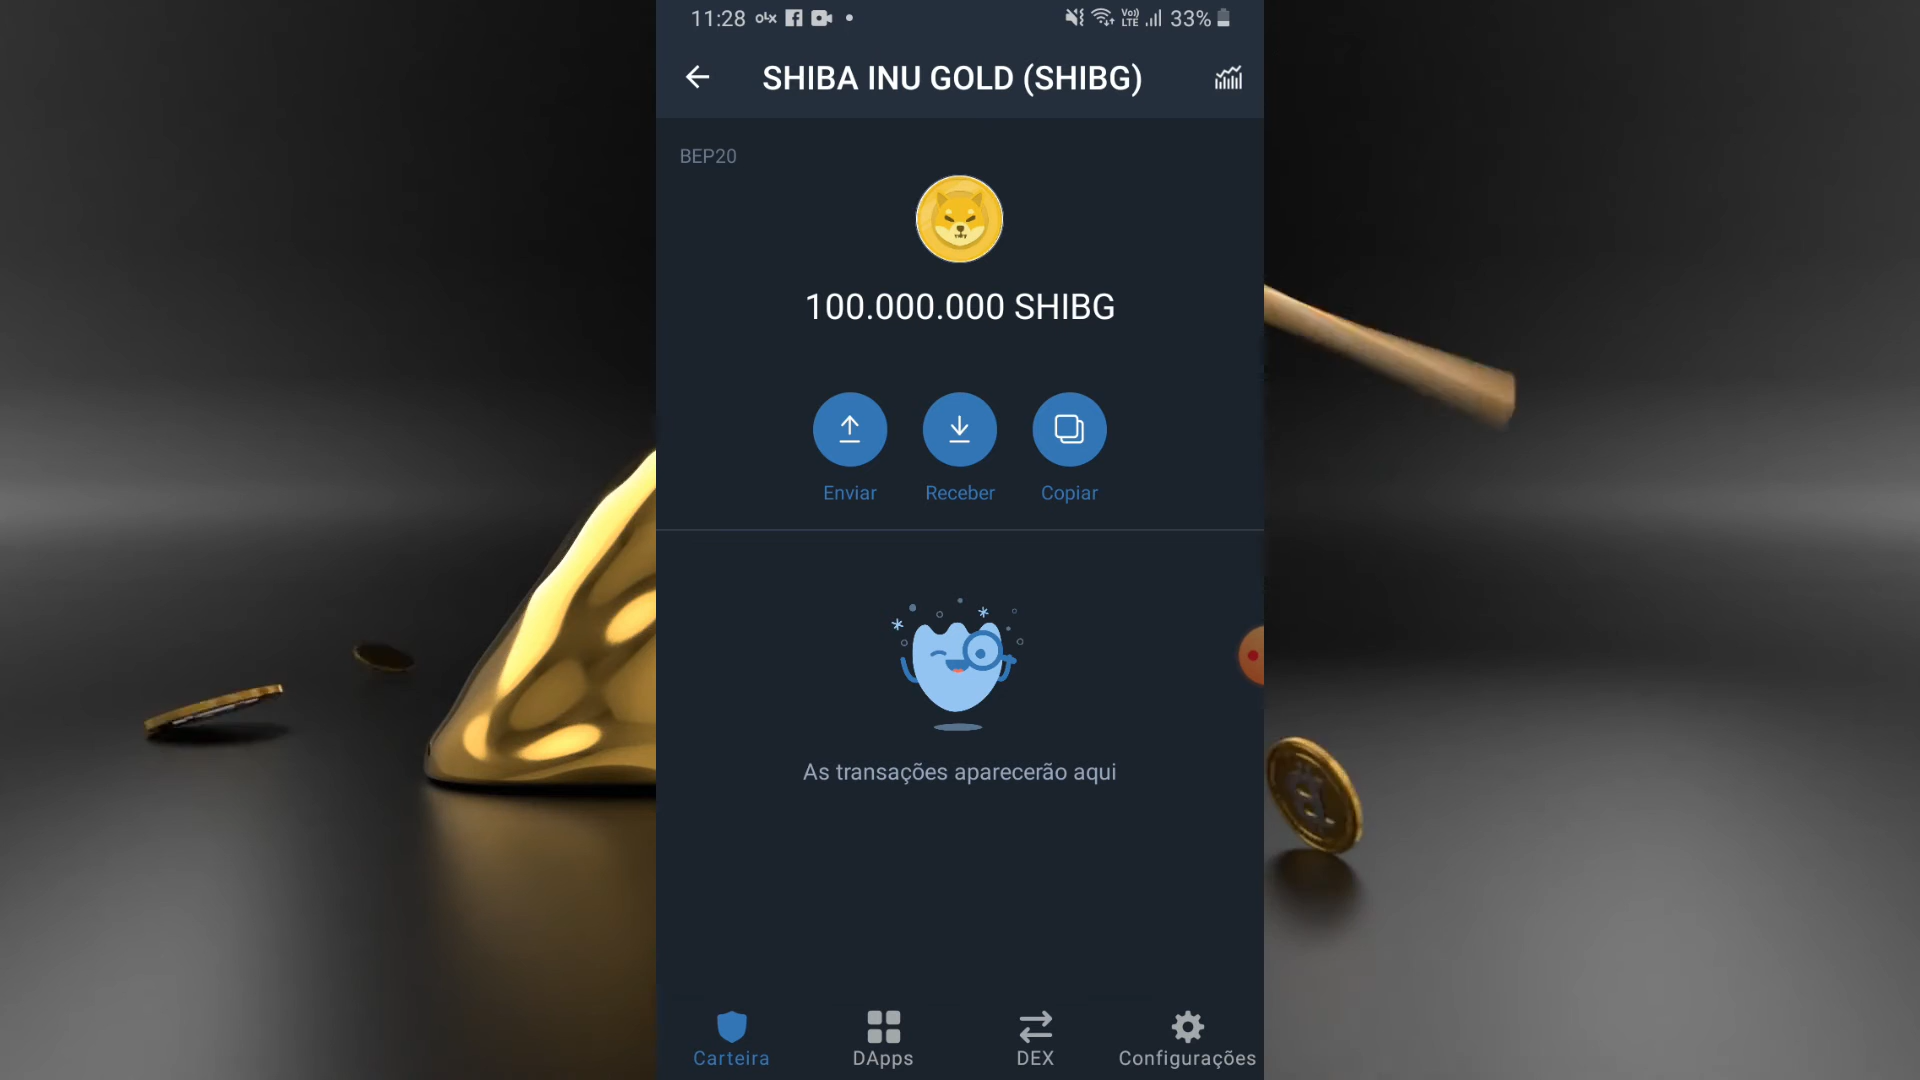 11:28 olx 33%
SHIBA INU GOLD (SHIBG)
BEP20
100.000.000 SHIBG
Enviar Receber Copiar
As transações aparecerão aqui
Carteira DApps DEX Configurações